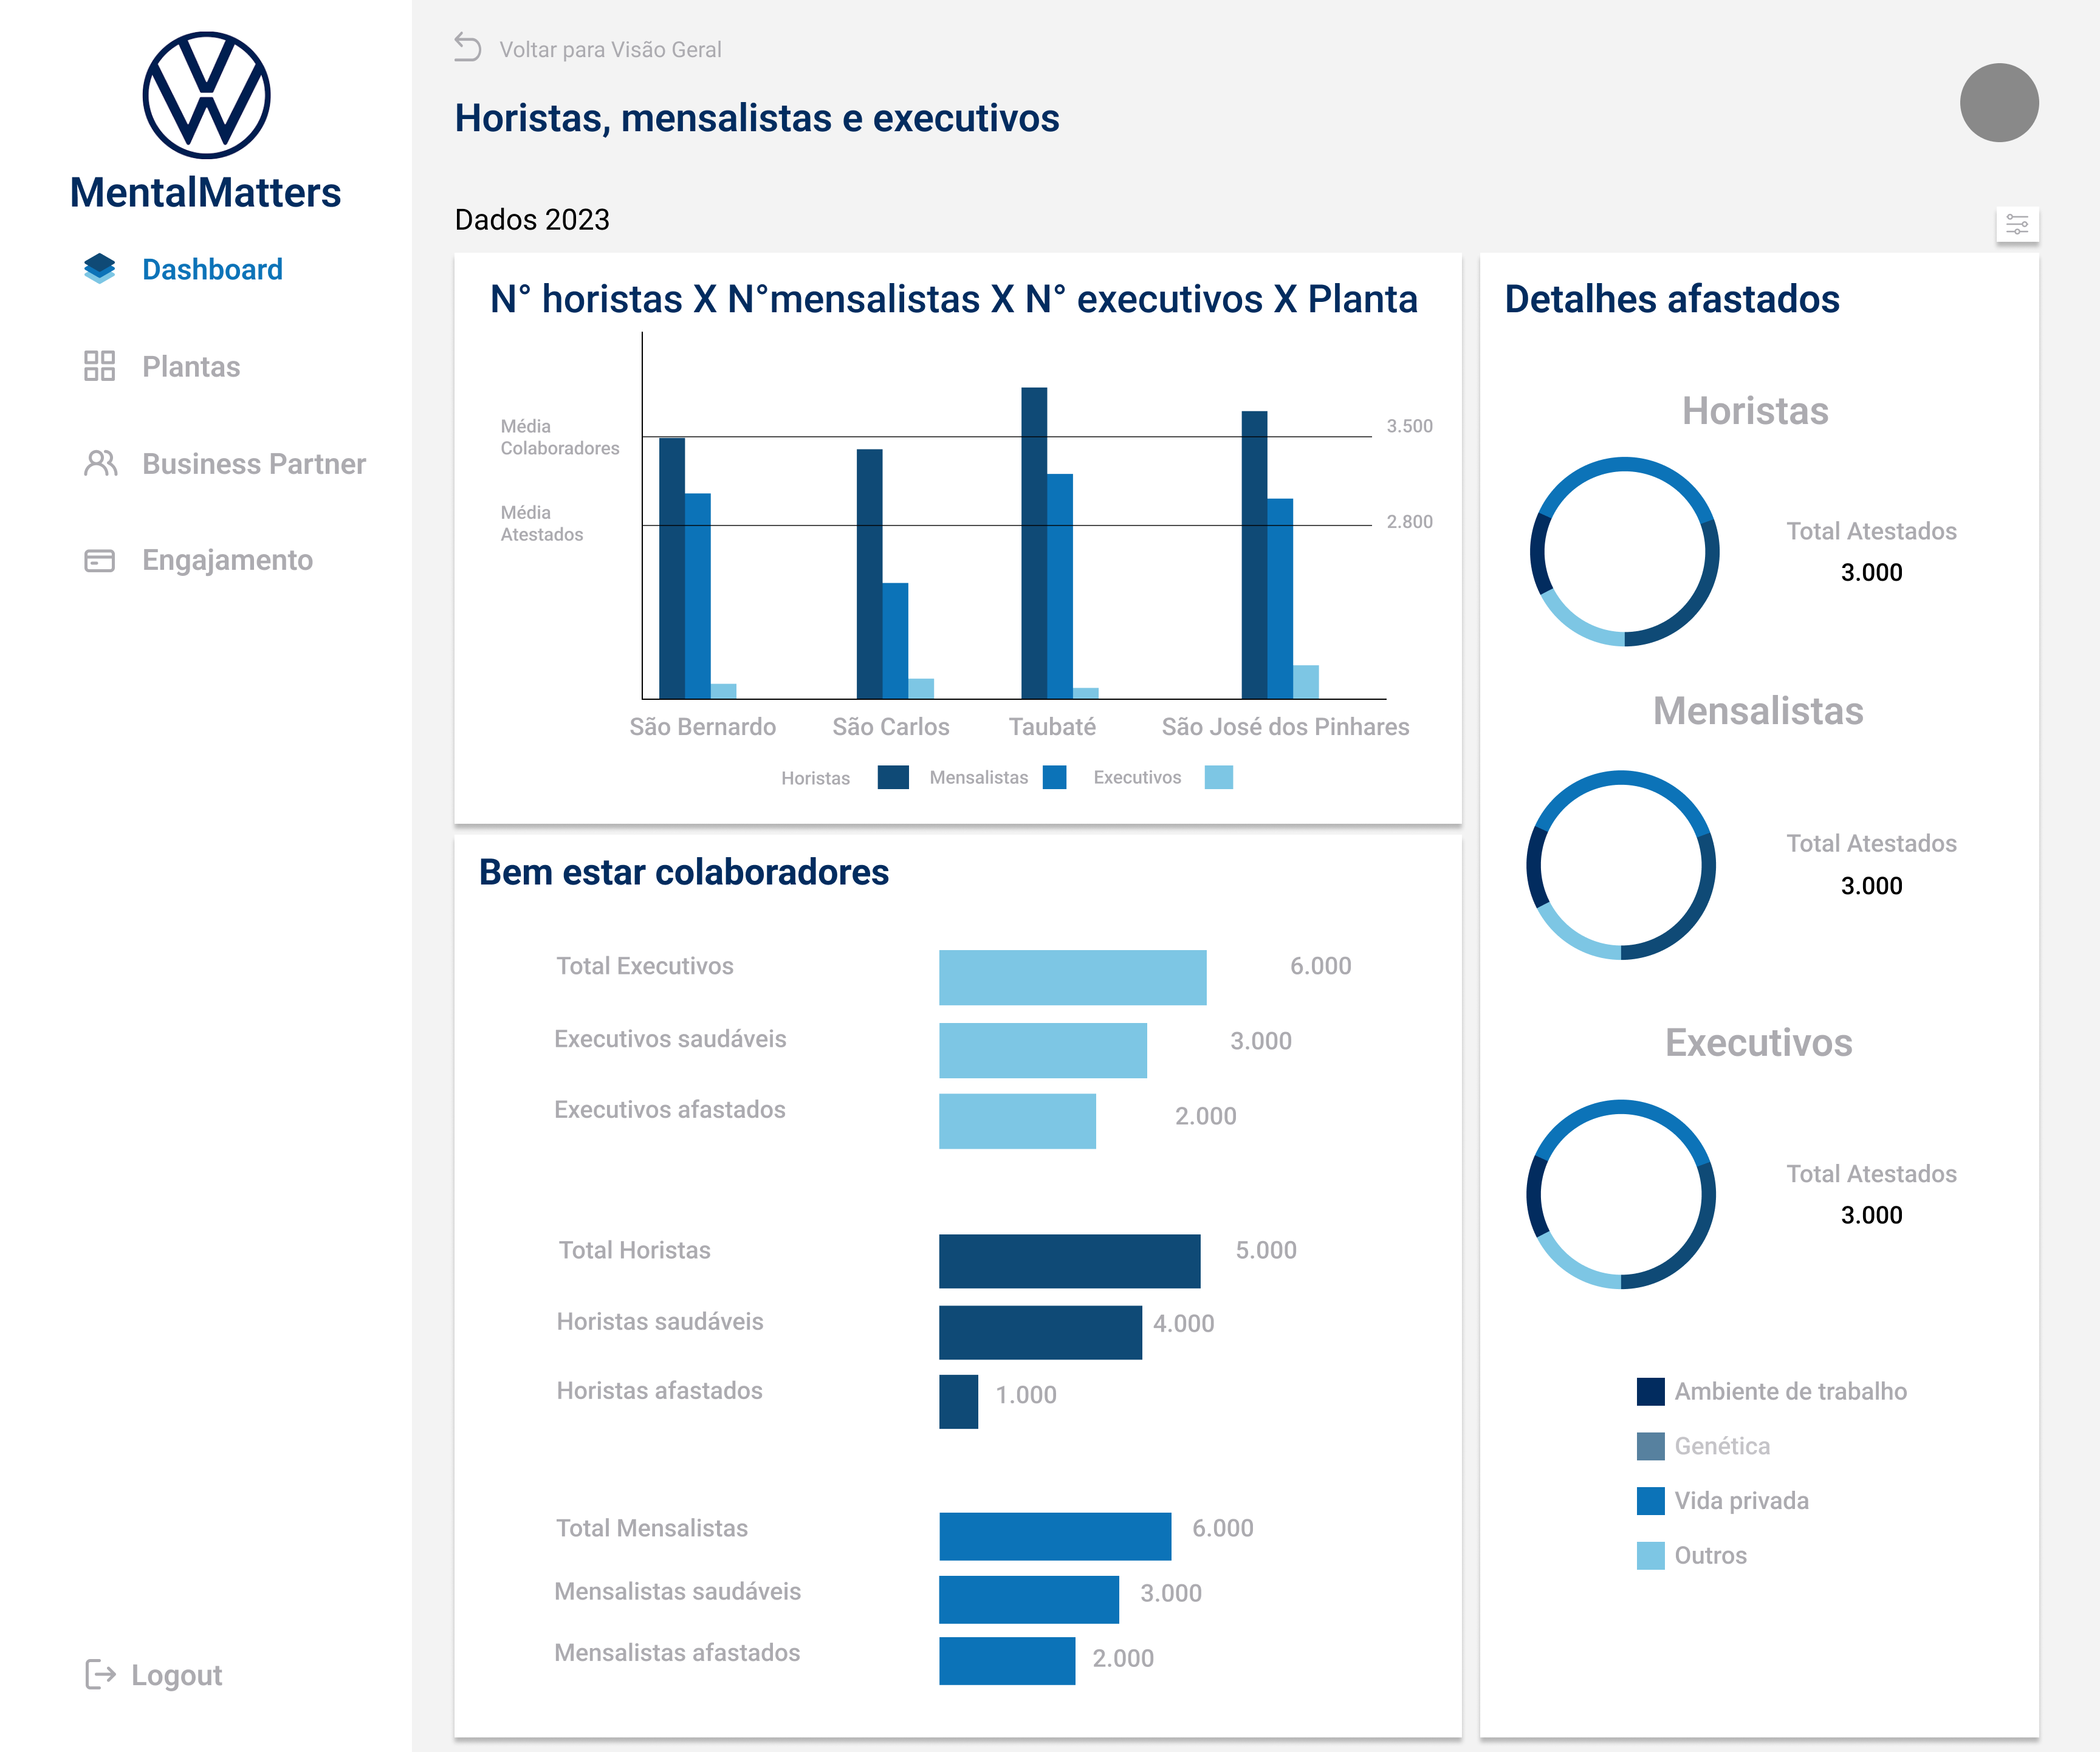 MentalMatters
Dashboard
Plantas
Business Partner
Engajamento
Logout
Voltar para Visão Geral
Horistas, mensalistas e executivos
Dados 2023
N° horistas X N°mensalistas X N° executivos X Planta
Média
Colaboradores
3.500
Média
Atestados
2.800
São Bernardo
São Carlos
Taubaté
São José dos Pinhares
Horistas
Mensalistas
Executivos
Bem estar colaboradores
Total Executivos
6.000
Executivos saudáveis
3.000
Executivos afastados
2.000
Total Horistas
5.000
Horistas saudáveis
4.000
Horistas afastados
1.000
Total Mensalistas
6.000
Mensalistas saudáveis
3.000
Mensalistas afastados
2.000
Detalhes afastados
Horistas
Total Atestados
3.000
Mensalistas
Total Atestados
3.000
Executivos
Total Atestados
3.000
Ambiente de trabalho
Genética
Vida privada
Outros